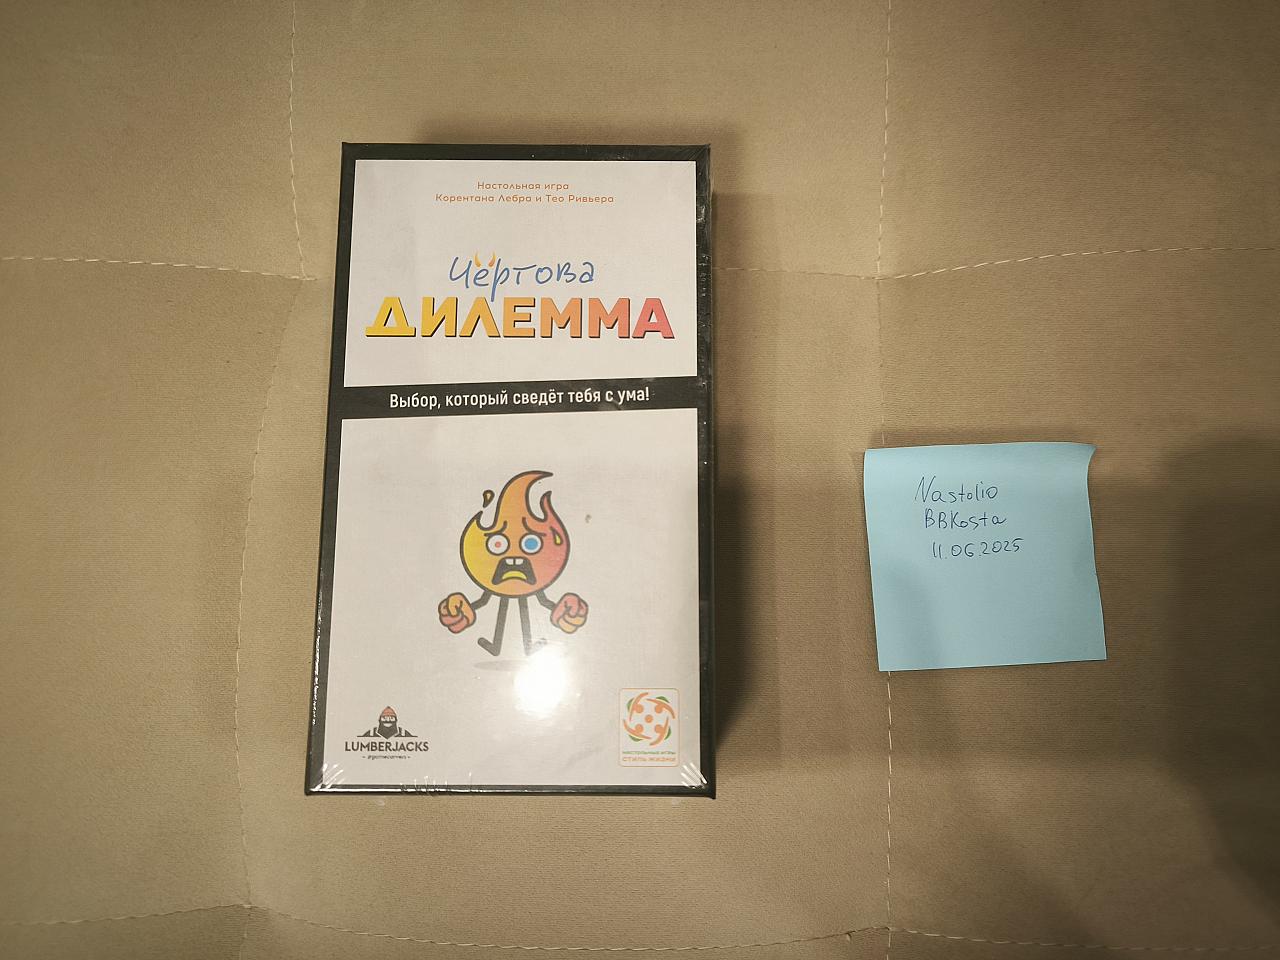 Настольная игра
Корентана Лебра и Тео Ривьера
Чёртова
ДИЛЕММА
Выбор, который сведёт тебя с ума!
LUMBERJACKS
настольные игры
СТИЛЬ ЖИЗНИ
Nastolio
BBKosta
11.06.2025